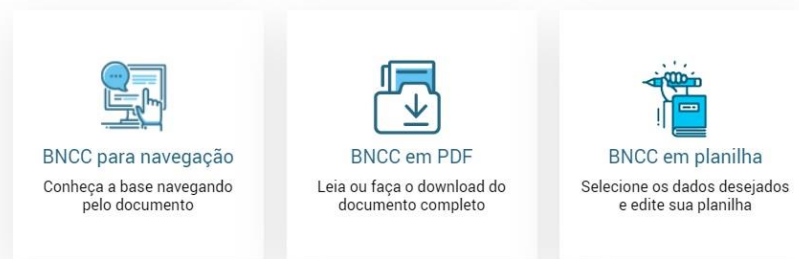 BNCC para navegação
Conheça a base navegando
pelo documento
BNCC em PDF
Leia ou faça o download do
documento completo
BNCC em planilha
Selecione os dados desejados
e edite sua planilha